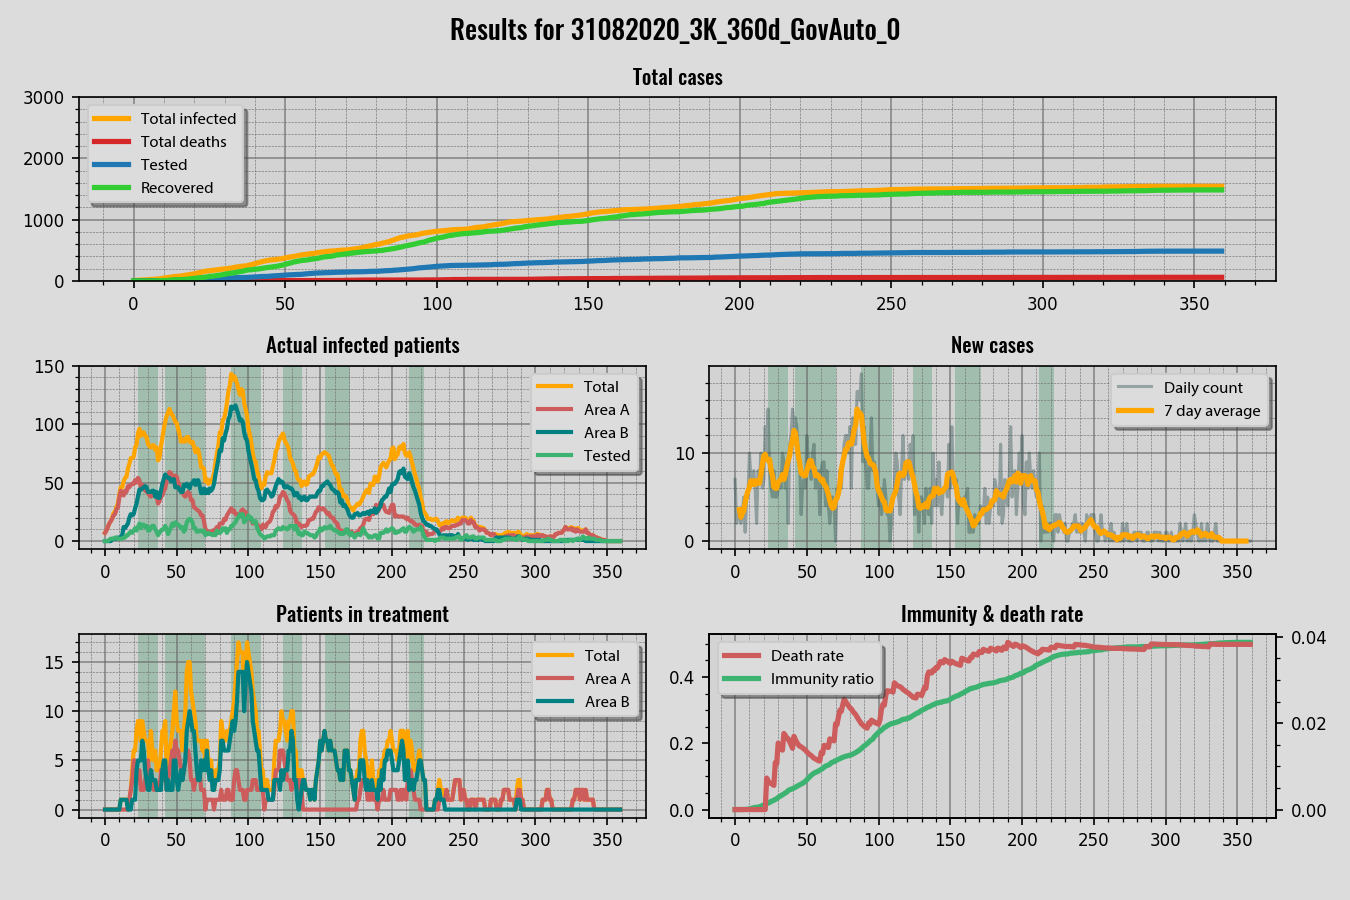 Results for 31082020_3K_360d_GovAuto_0
Total cases
3000
2000
1000
0
Total infected
Total deaths
Tested
Recovered
0 50 100 150 200 250 300 350
Actual infected patients
150
100
50
0
Total
Area A
Area B
Tested
0 50 100 150 200 250 300 350
New cases
10
0
Daily count
7 day average
0 50 100 150 200 250 300 350
Patients in treatment
15
10
5
0
Total
Area A
Area B
0 50 100 150 200 250 300 350
Immunity & death rate
0.4
0.2
0.0
Death rate
Immunity ratio
0.04
0.02
0.00
0 50 100 150 200 250 300 350